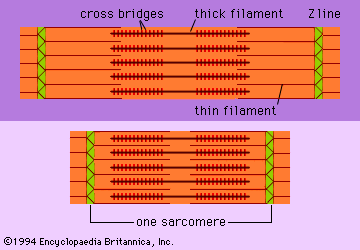 cross bridges thick filament Z line
thin filament
one sarcomere
©1994 Encyclopaedia Britannica, Inc.